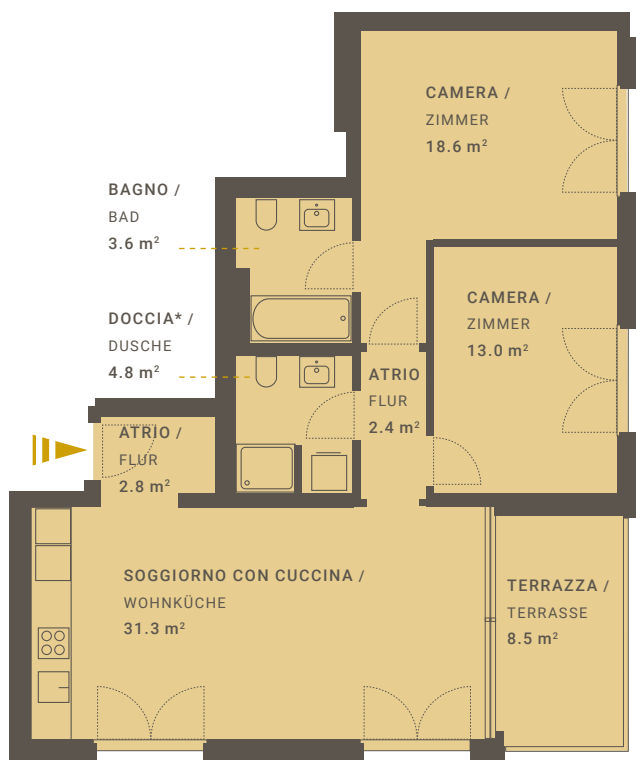 CAMERA /
ZIMMER
18.6 m²
BAGNO /
BAD
3.6 m²
CAMERA /
ZIMMER
13.0 m²
DOCCIA* /
DUSCHE
4.8 m²
ATRIO
FLUR
2.4 m²
ATRIO /
FLUR
2.8 m²
SOGGIORNO CON CUCCINA /
WOHNKÜCHE
31.3 m²
TERRAZZA /
TERRASSE
8.5 m²